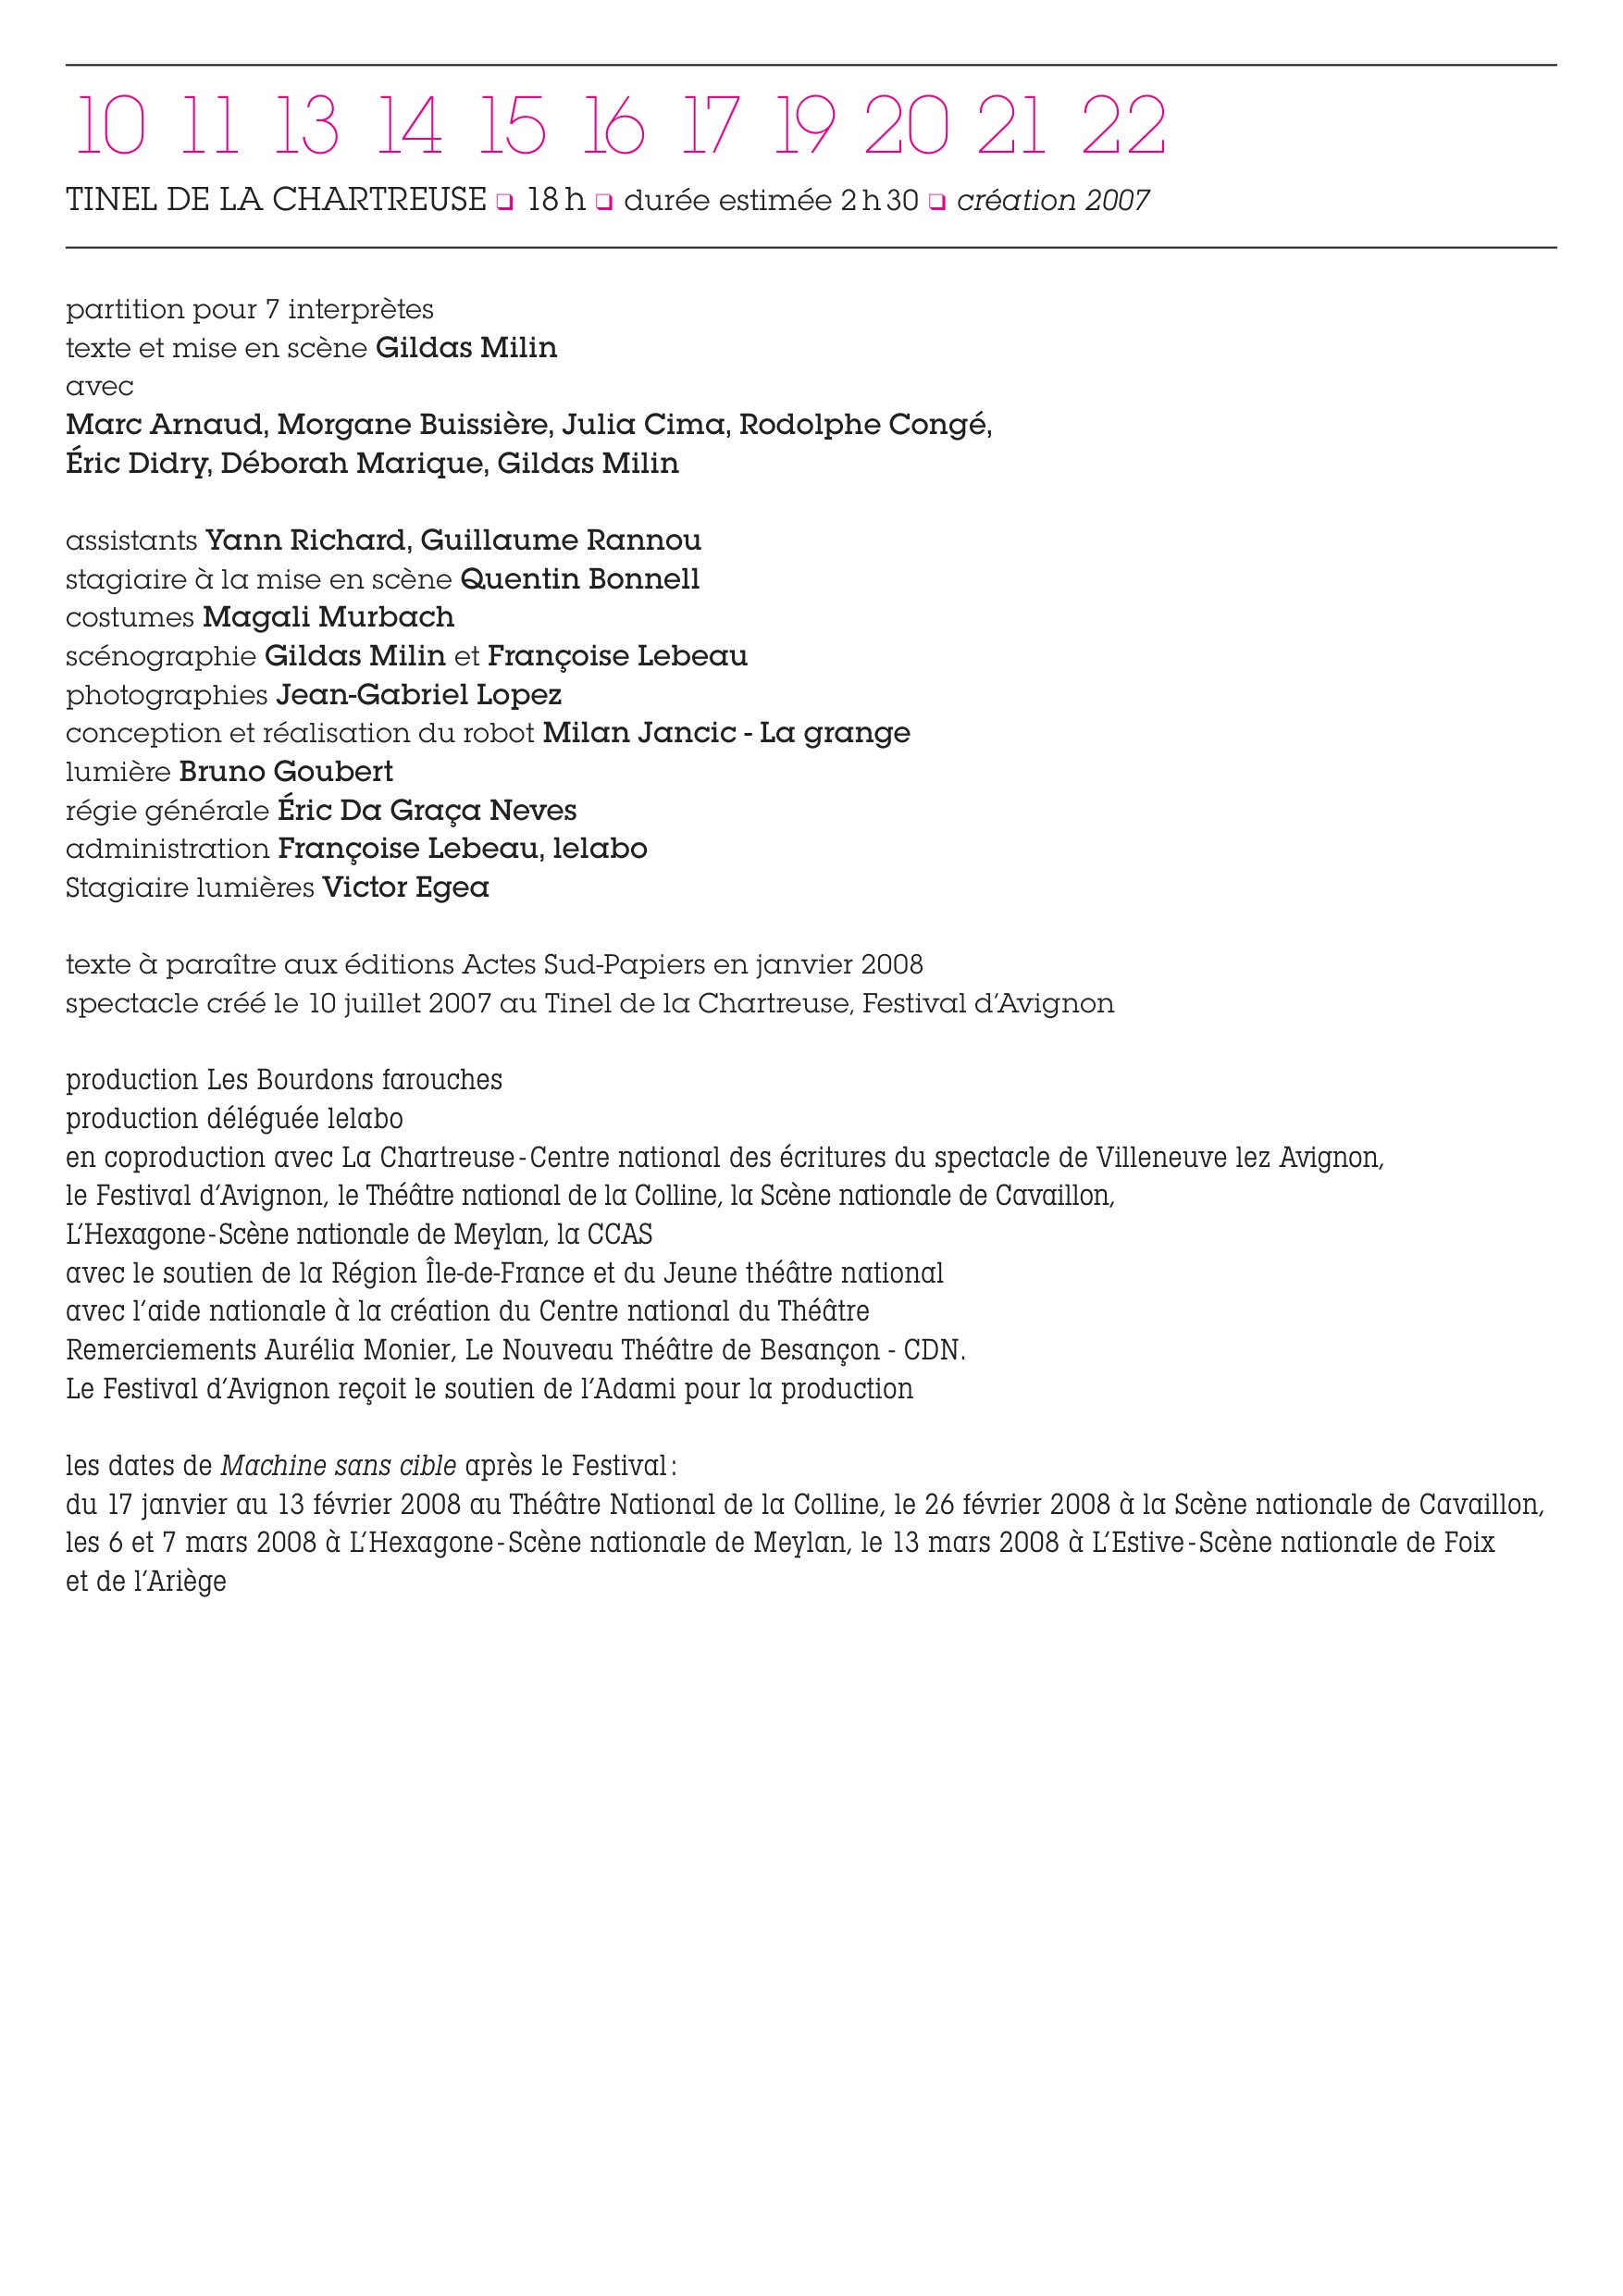 10 11 13 14 15 16 17 19 20 21 22
TINEL DE LA CHARTREUSE ❏ 18 h ❏ durée estimée 2 h 30 ❏ création 2007
partition pour 7 interprètes
texte et mise en scène Gildas Milin
avec
Marc Arnaud, Morgane Buissière, Julia Cima, Rodolphe Congé,
Éric Didry, Déborah Marique, Gildas Milin
assistants Yann Richard, Guillaume Rannou
stagiaire à la mise en scène Quentin Bonnell
costumes Magali Murbach
scénographie Gildas Milin et Françoise Lebeau
photographies Jean-Gabriel Lopez
conception et réalisation du robot Milan Jancic - La grange
lumière Bruno Goubert
régie générale Éric Da Graça Neves
administration Françoise Lebeau, lelabo
Stagiaire lumières Victor Egea
texte à paraître aux éditions Actes Sud-Papiers en janvier 2008
spectacle créé le 10 juillet 2007 au Tinel de la Chartreuse, Festival d'Avignon
production Les Bourdons farouches
production déléguée lelabo
en coproduction avec La Chartreuse - Centre national des écritures du spectacle de Villeneuve lez Avignon,
le Festival d'Avignon, le Théâtre national de la Colline, la Scène nationale de Cavaillon,
L'Hexagone - Scène nationale de Meylan, la CCAS
avec le soutien de la Région Île-de-France et du Jeune théâtre national
avec l'aide nationale à la création du Centre national du Théâtre
Remerciements Aurélia Monier, Le Nouveau Théâtre de Besançon - CDN.
Le Festival d'Avignon reçoit le soutien de l'Adami pour la production
les dates de Machine sans cible après le Festival :
du 17 janvier au 13 février 2008 au Théâtre National de la Colline, le 26 février 2008 à la Scène nationale de Cavaillon,
les 6 et 7 mars 2008 à L'Hexagone - Scène nationale de Meylan, le 13 mars 2008 à L'Estive - Scène nationale de Foix
et de l'Ariège